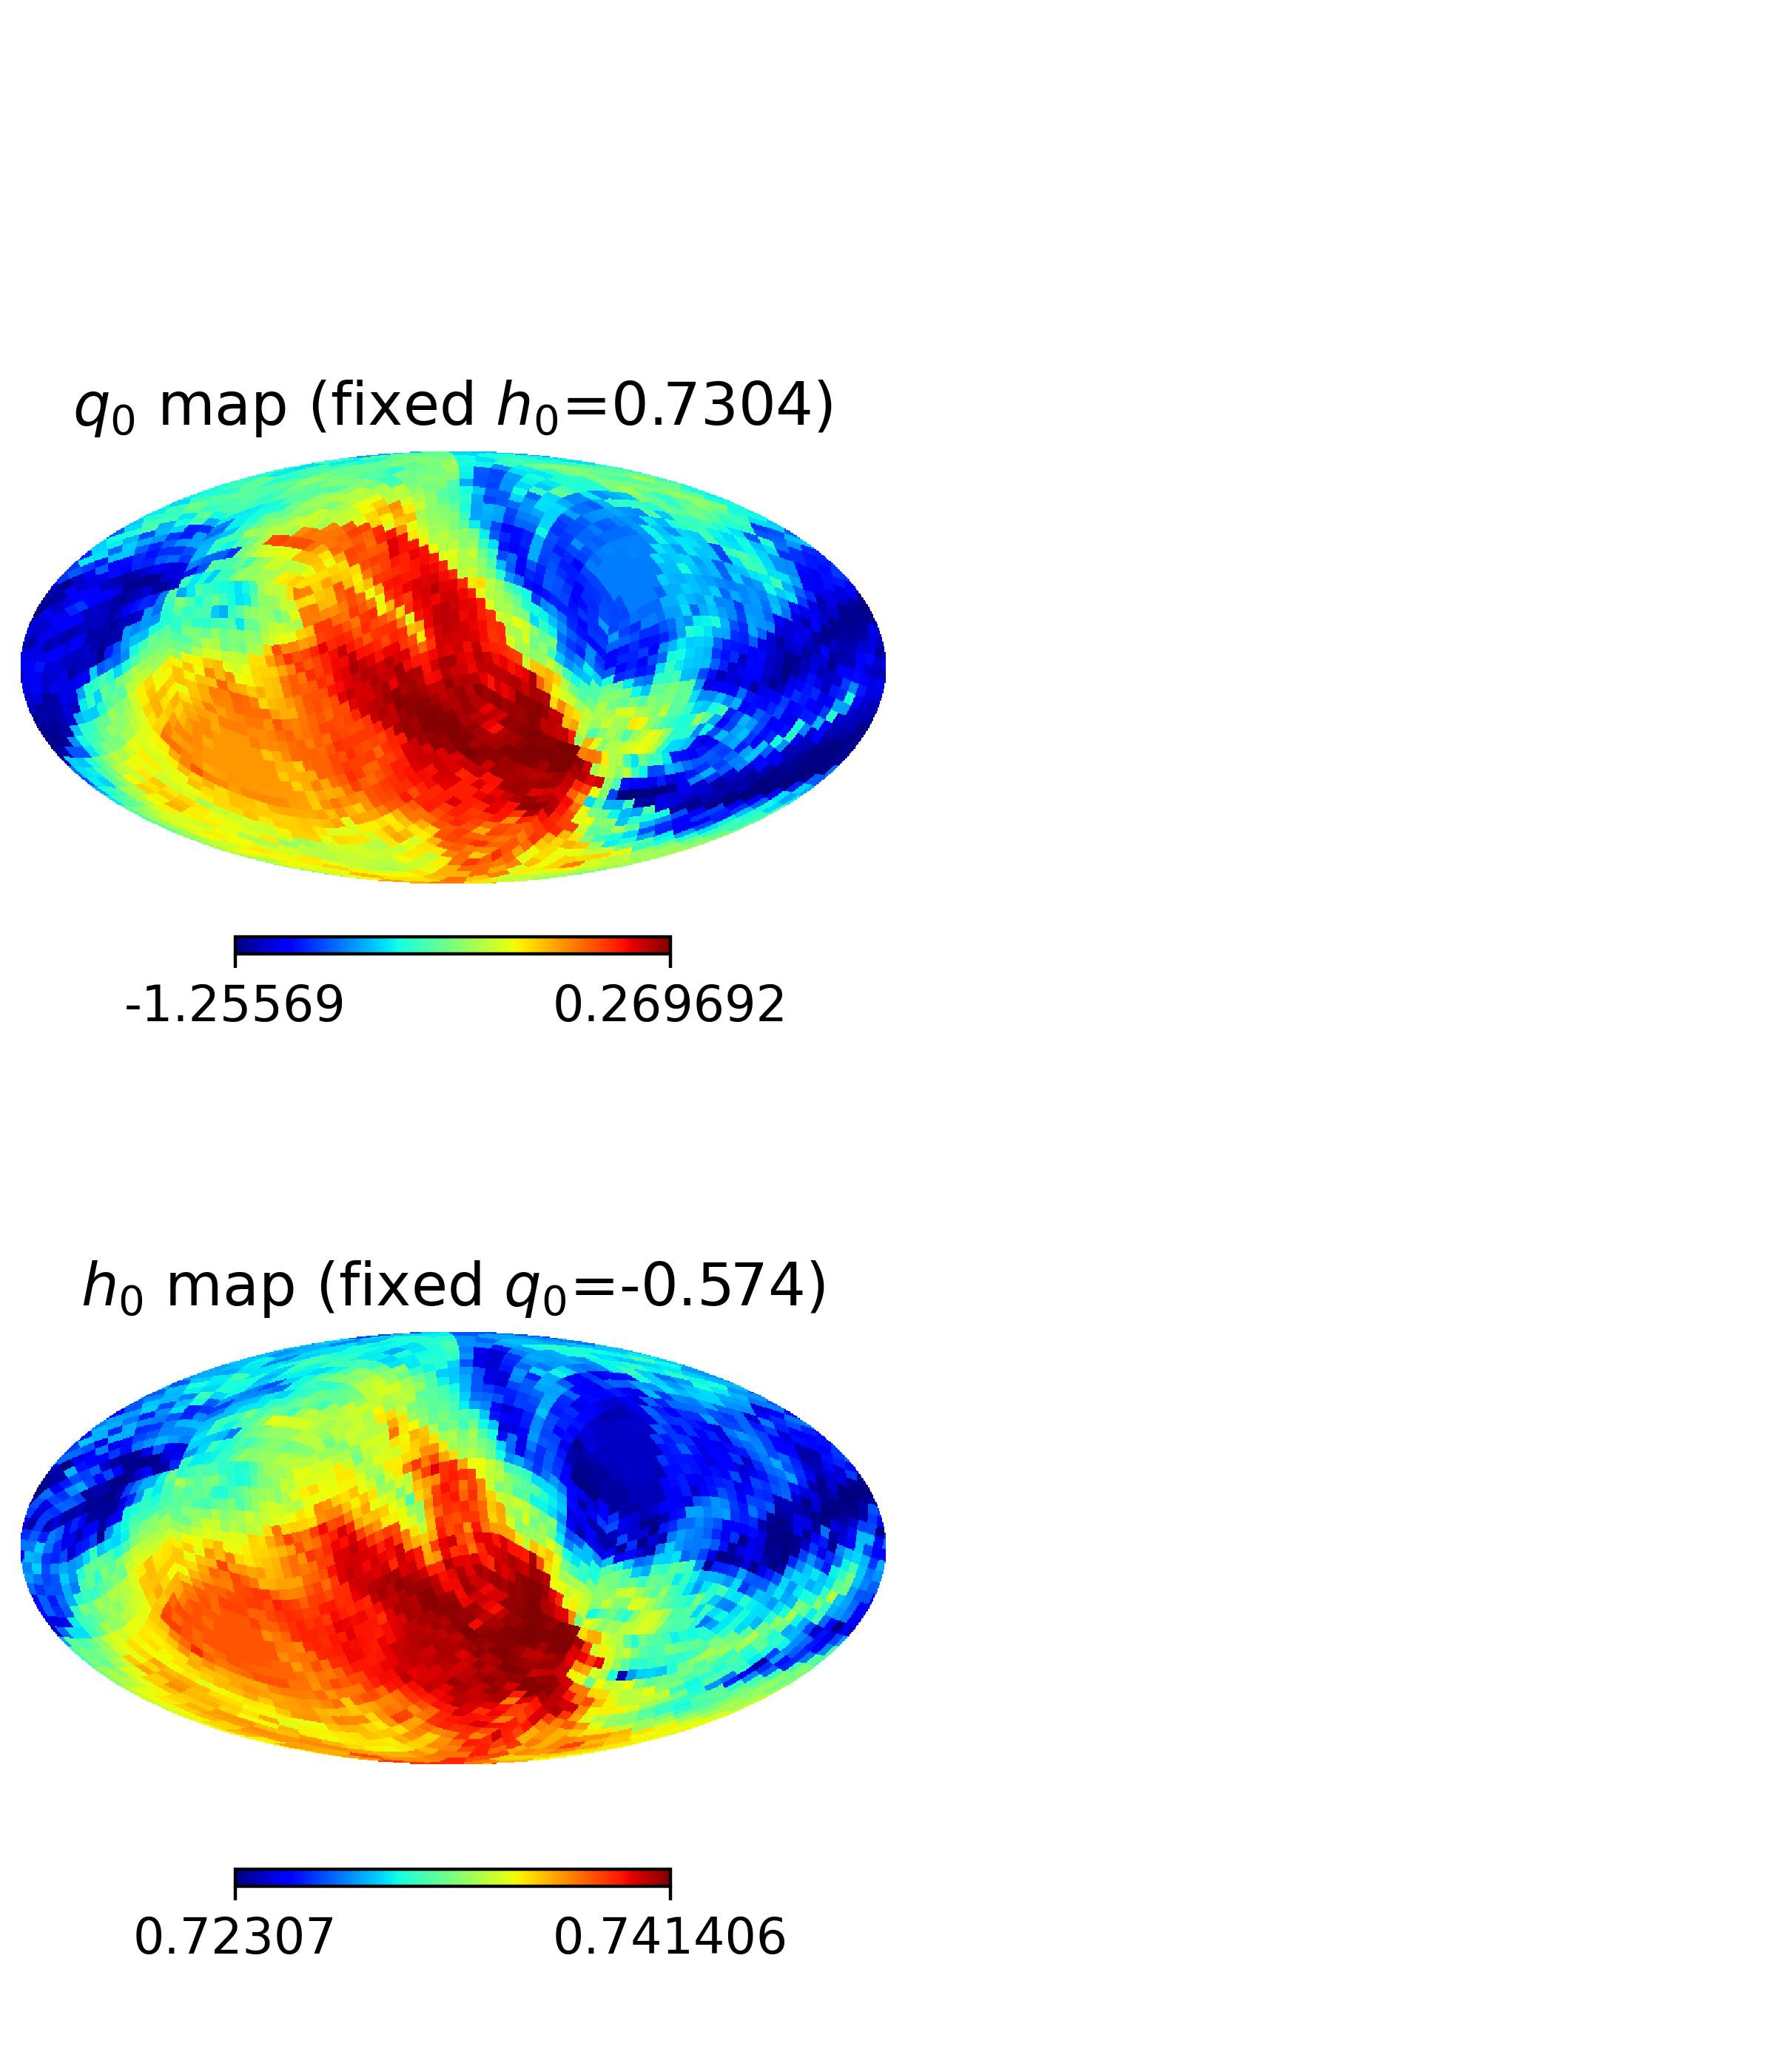 q₀ map (fixed h₀=0.7304)
-1.25569 0.269692
h₀ map (fixed q₀=-0.574)
0.72307 0.741406